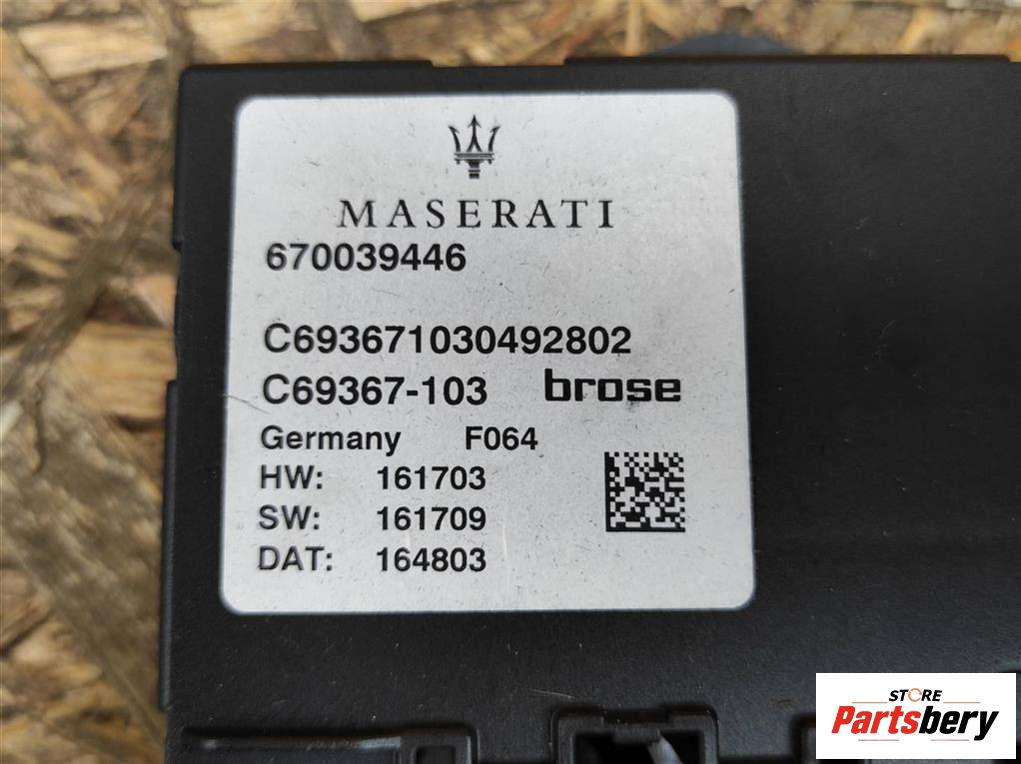 MASERATI
670039446
C693671030492802
C69367-103 brose
Germany F064
HW: 161703
SW: 161709
DAT: 164803
STORE
Partsbery